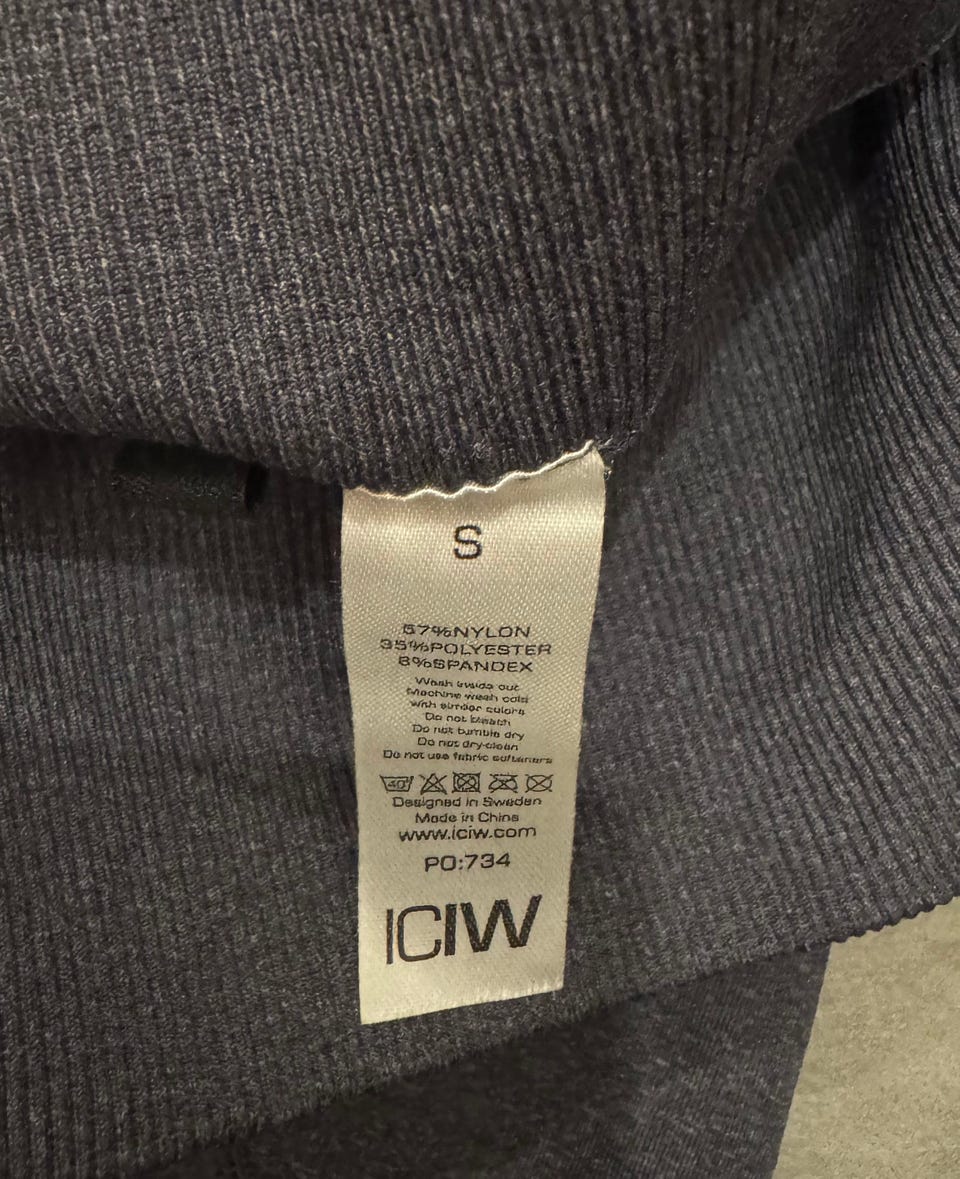 S
57%NYLON
35%POLYESTER
8%SPANDEX
Wash inside out
Machine wash cold
with similar colors
Do not bleach
Do not tumble dry
Do not dry-clean
Do not use fabric softeners
40°
Designed in Sweden
Made in China
www.iciw.com
PO:734
ICIW